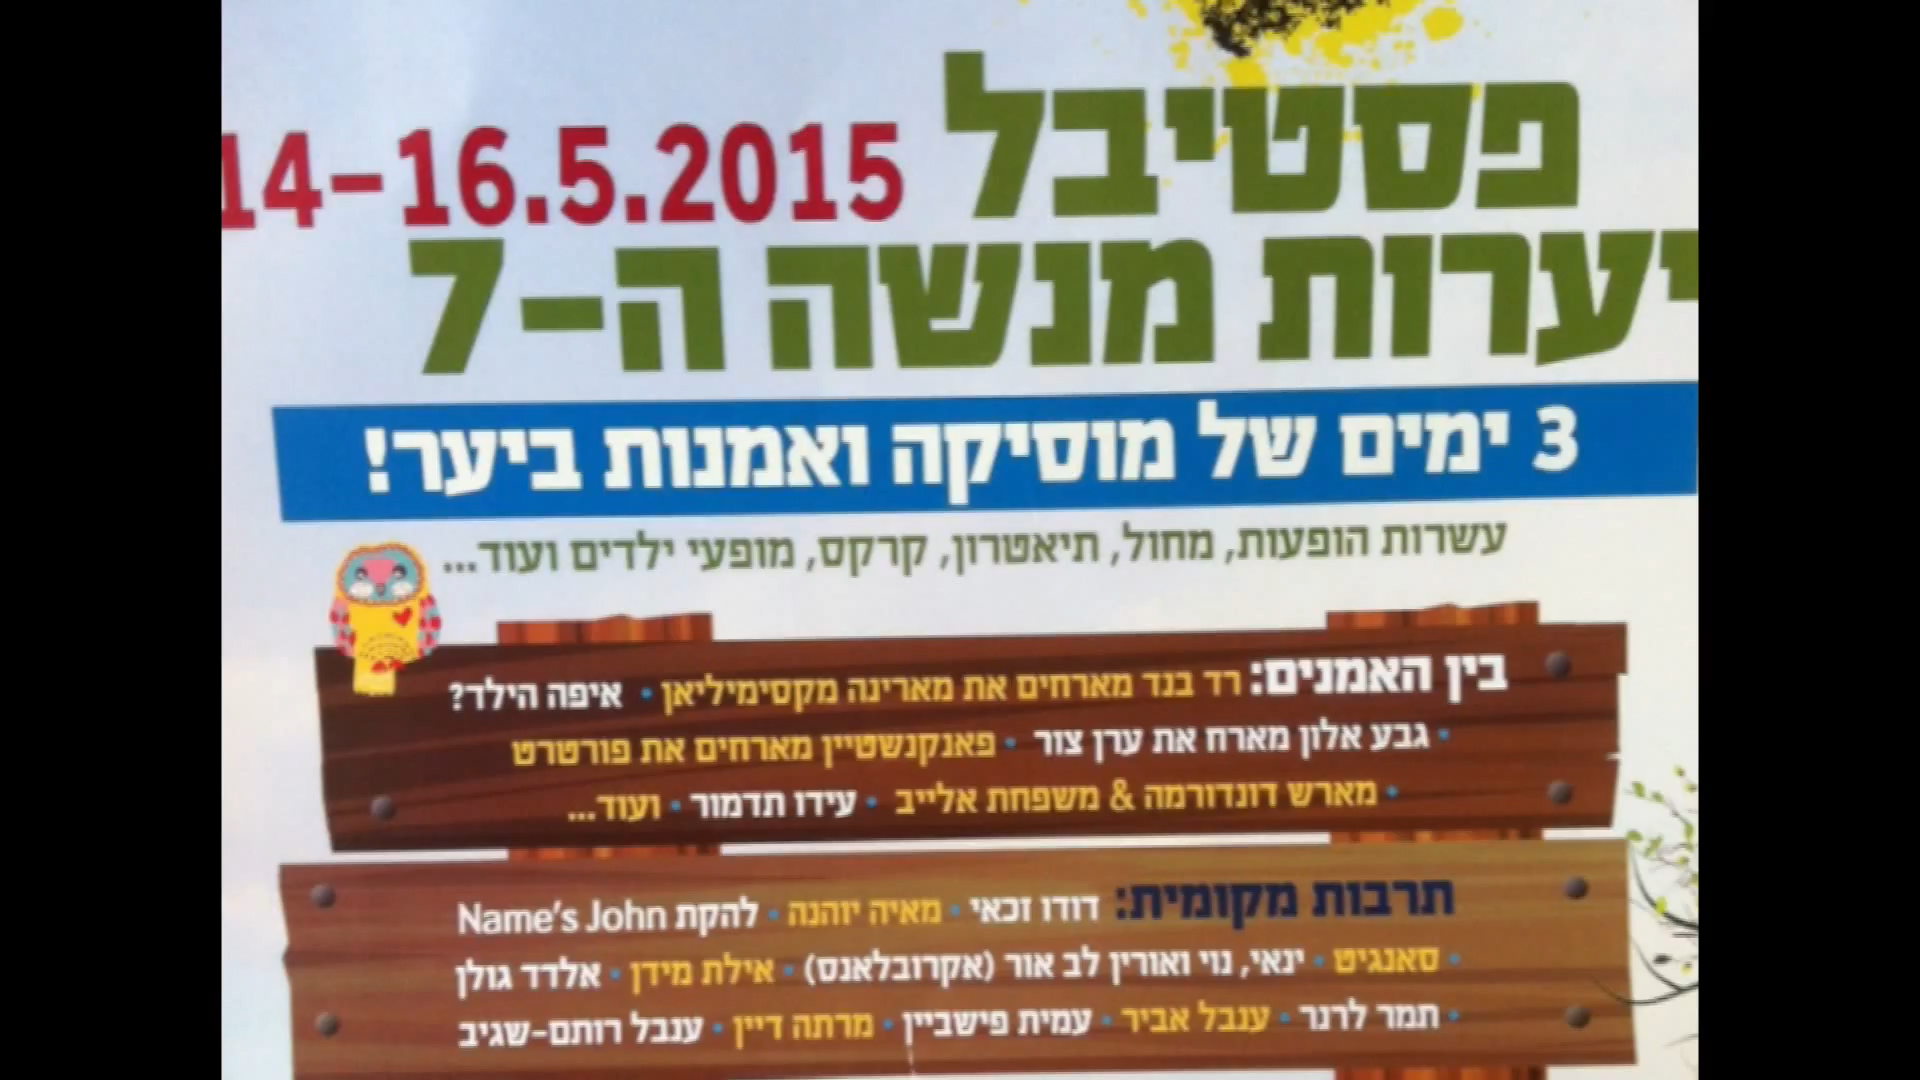 פסטיבל 14-16.5.2015
יערות מנשה ה-7
3 ימים של מוסיקה ואמנות ביער!
עשרות הופעות, מחול, תיאטרון, קרקס, מופעי ילדים ועוד...
בין האמנים: רד בנד מארחים את מארינה מקסימיליאן • איפה הילד?
• גבע אלון מארח את ערן צור • פאנקנשטיין מארחים את פורטרט
• מארש דונדורמה & משפחת אלייב • עידו תדמור • ועוד...
תרבות מקומית: דודו זכאי • מאיה יוהנה • להקת Name's John
• סאנגיט • ינאי, נוי ואורין לב אור (אקרובלאנס) • אילת מידן • אלדד גולן
• תמר לרנר • ענבל אביר • עמית פישביין • מרתה דיין • ענבל רותם-שגיב